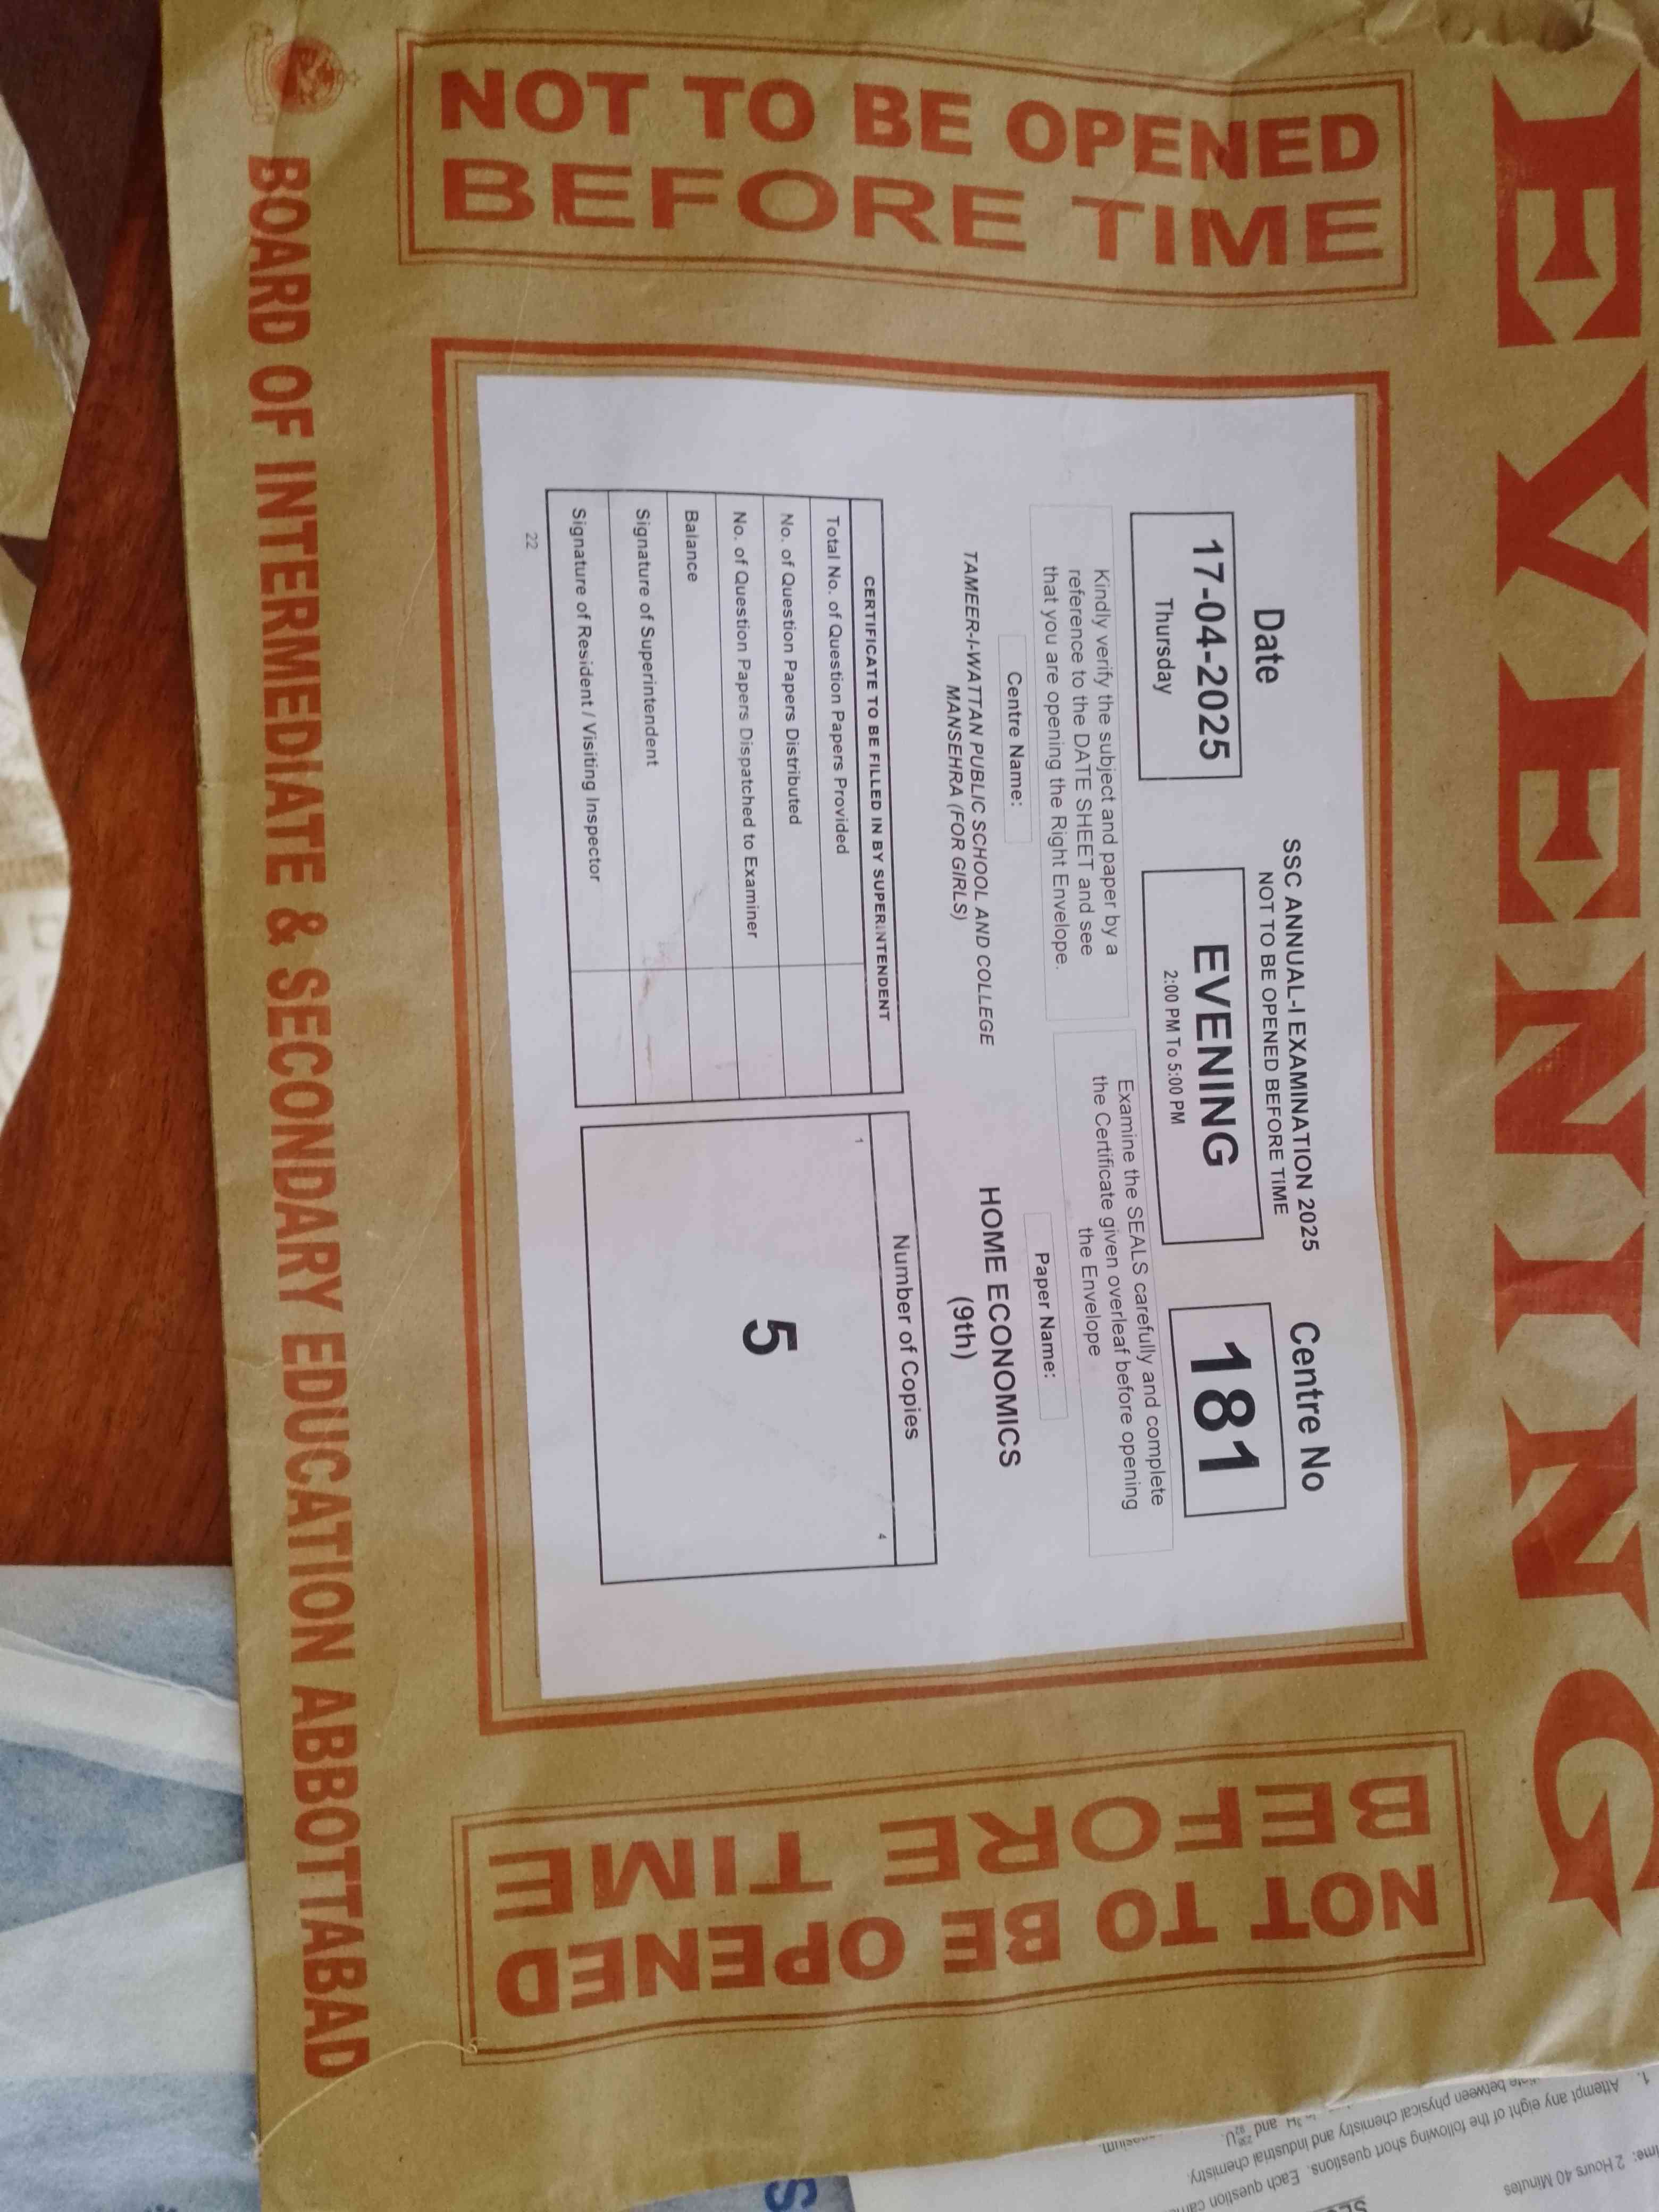 EVENING
NOT TO BE OPENED
BEFORE TIME
SSC ANNUAL-I EXAMINATION 2025
NOT TO BE OPENED BEFORE TIME
Date
17-04-2025
Thursday
EVENING
2:00 PM To 5:00 PM
Centre No
181
Kindly verify the subject and paper by a
reference to the DATE SHEET and see
that you are opening the Right Envelope.
Examine the SEALS carefully and complete
the Certificate given overleaf before opening
the Envelope
Centre Name:
TAMEER-I-WATTAN PUBLIC SCHOOL AND COLLEGE
MANSEHRA (FOR GIRLS)
Paper Name:
HOME ECONOMICS
(9th)
CERTIFICATE TO BE FILLED IN BY SUPERINTENDENT
Total No. of Question Papers Provided
No. of Question Papers Distributed
No. of Question Papers Dispatched to Examiner
Balance
Signature of Superintendent
Signature of Resident / Visiting Inspector
22
Number of Copies
1
4
5
NOT TO BE OPENED
BEFORE TIME
BOARD OF INTERMEDIATE & SECONDARY EDUCATION ABBOTTABAD
2 Hours 40 Minutes
1. Attempt any eight of the following short questions. Each question
between physical chemistry and Industrial chemistry.
and
S